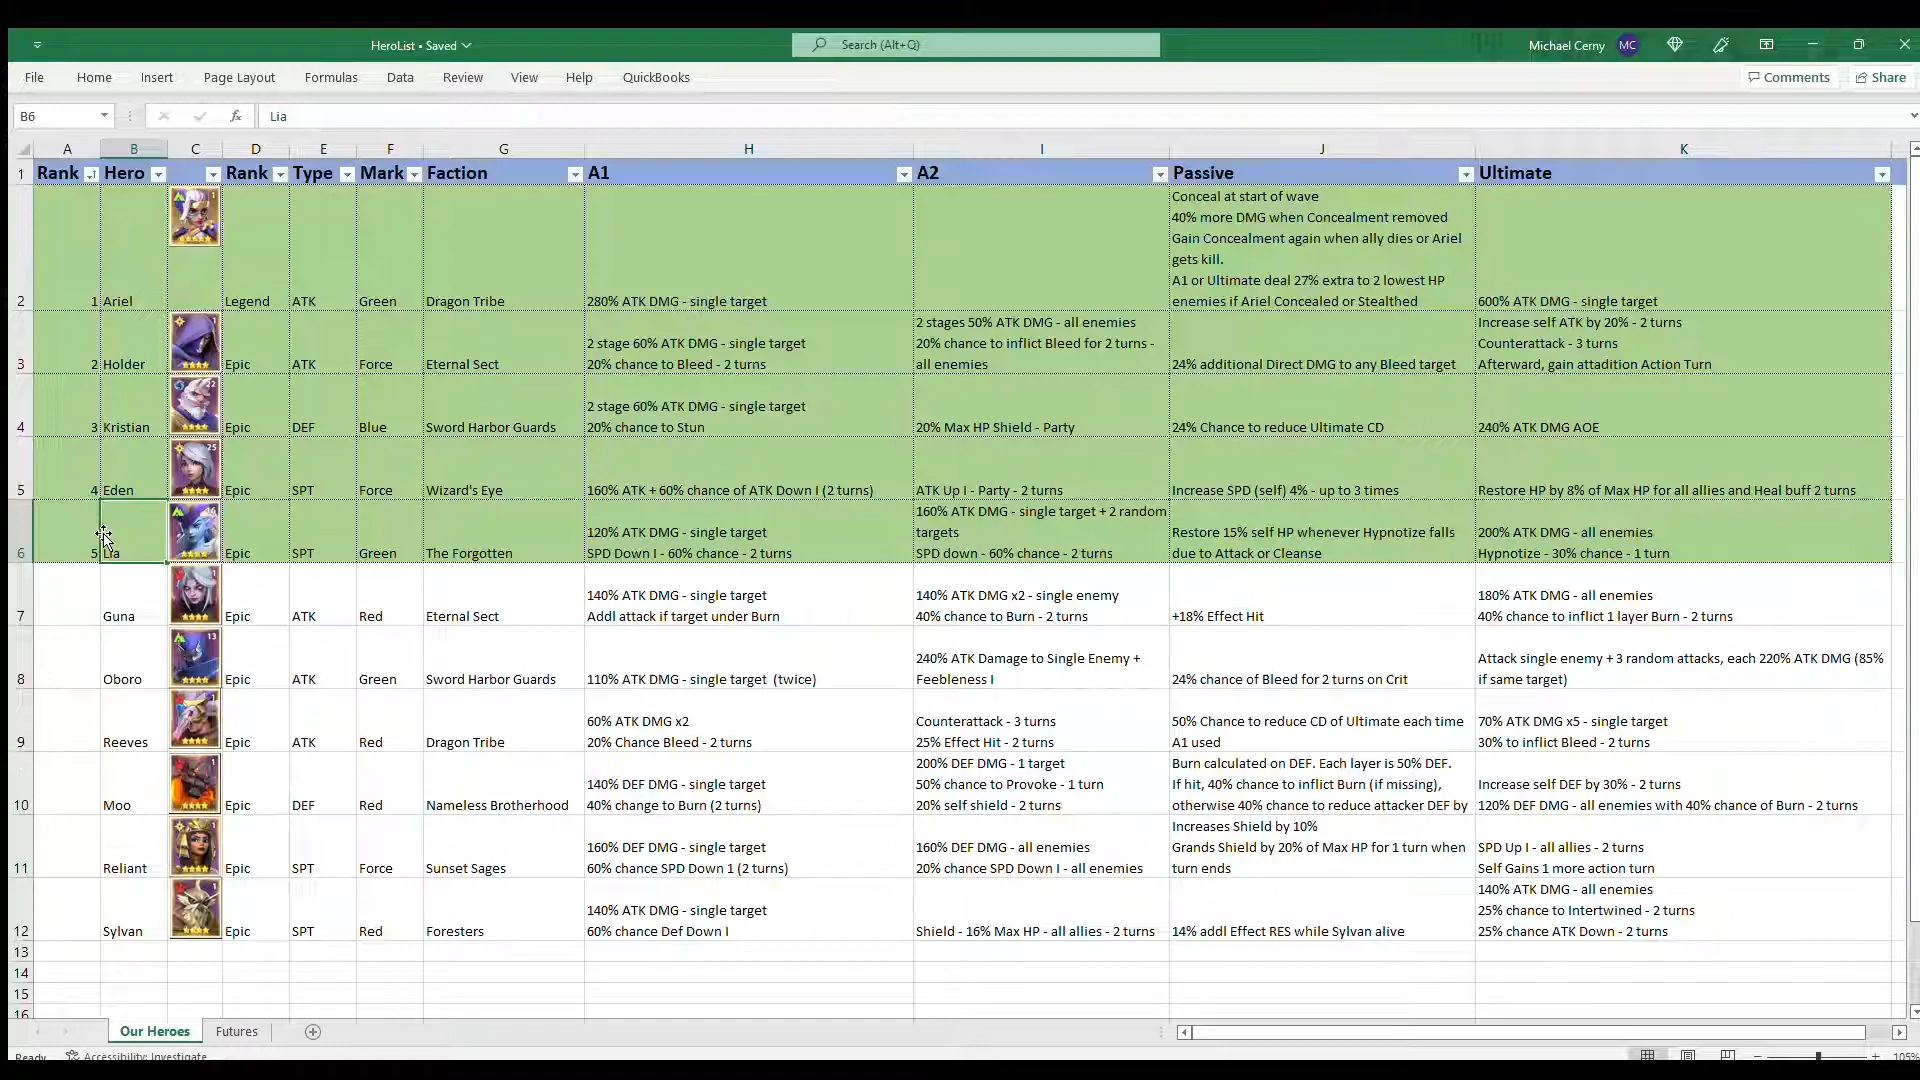 HeroList • Saved
Search (Alt+Q)
Michael Cerny MC
File Home Insert Page Layout Formulas Data Review View Help QuickBooks
Comments Share
B6 fx Lia
A B C D E F G H I J K
1 Rank Hero Rank Type Mark Faction A1 A2 Passive Ultimate
Conceal at start of wave
40% more DMG when Concealment removed
Gain Concealment again when ally dies or Ariel
gets kill.
A1 or Ultimate deal 27% extra to 2 lowest HP
2 1 Ariel Legend ATK Green Dragon Tribe 280% ATK DMG - single target enemies if Ariel Concealed or Stealthed 600% ATK DMG - single target
2 stages 50% ATK DMG - all enemies Increase self ATK by 20% - 2 turns
2 stage 60% ATK DMG - single target 20% chance to inflict Bleed for 2 turns - Counterattack - 3 turns
3 2 Holder Epic ATK Force Eternal Sect 20% chance to Bleed - 2 turns all enemies 24% additional Direct DMG to any Bleed target Afterward, gain attadition Action Turn
2 stage 60% ATK DMG - single target
4 3 Kristian Epic DEF Blue Sword Harbor Guards 20% chance to Stun 20% Max HP Shield - Party 24% Chance to reduce Ultimate CD 240% ATK DMG AOE
5 4 Eden Epic SPT Force Wizard's Eye 160% ATK + 60% chance of ATK Down I (2 turns) ATK Up I - Party - 2 turns Increase SPD (self) 4% - up to 3 times Restore HP by 8% of Max HP for all allies and Heal buff 2 turns
160% ATK DMG - single target + 2 random
120% ATK DMG - single target targets Restore 15% self HP whenever Hypnotize falls 200% ATK DMG - all enemies
6 5 Lia Epic SPT Green The Forgotten SPD Down I - 60% chance - 2 turns SPD down - 60% chance - 2 turns due to Attack or Cleanse Hypnotize - 30% chance - 1 turn
140% ATK DMG - single target 140% ATK DMG x2 - single enemy 180% ATK DMG - all enemies
7 Guna Epic ATK Red Eternal Sect Addl attack if target under Burn 40% chance to Burn - 2 turns +18% Effect Hit 40% chance to inflict 1 layer Burn - 2 turns
240% ATK Damage to Single Enemy + Attack single enemy + 3 random attacks, each 220% ATK DMG (85%
8 Oboro Epic ATK Green Sword Harbor Guards 110% ATK DMG - single target (twice) Feebleness I 24% chance of Bleed for 2 turns on Crit if same target)
60% ATK DMG x2 Counterattack - 3 turns 50% Chance to reduce CD of Ultimate each time 70% ATK DMG x5 - single target
9 Reeves Epic ATK Red Dragon Tribe 20% Chance Bleed - 2 turns 25% Effect Hit - 2 turns A1 used 30% to inflict Bleed - 2 turns
200% DEF DMG - 1 target Burn calculated on DEF. Each layer is 50% DEF.
140% DEF DMG - single target 50% chance to Provoke - 1 turn If hit, 40% chance to inflict Burn (if missing), Increase self DEF by 30% - 2 turns
10 Moo Epic DEF Red Nameless Brotherhood 40% change to Burn (2 turns) 20% self shield - 2 turns otherwise 40% chance to reduce attacker DEF by 120% DEF DMG - all enemies with 40% chance of Burn - 2 turns
Increases Shield by 10%
160% DEF DMG - single target 160% DEF DMG - all enemies Grands Shield by 20% of Max HP for 1 turn when SPD Up I - all allies - 2 turns
11 Reliant Epic SPT Force Sunset Sages 60% chance SPD Down 1 (2 turns) 20% chance SPD Down I - all enemies turn ends Self Gains 1 more action turn
140% ATK DMG - all enemies
140% ATK DMG - single target 25% chance to Intertwined - 2 turns
12 Sylvan Epic SPT Red Foresters 60% chance Def Down I Shield - 16% Max HP - all allies - 2 turns 14% addl Effect RES while Sylvan alive 25% chance ATK Down - 2 turns
13
14
15
16
Our Heroes Futures
Ready Accessibility: Investigate 105%